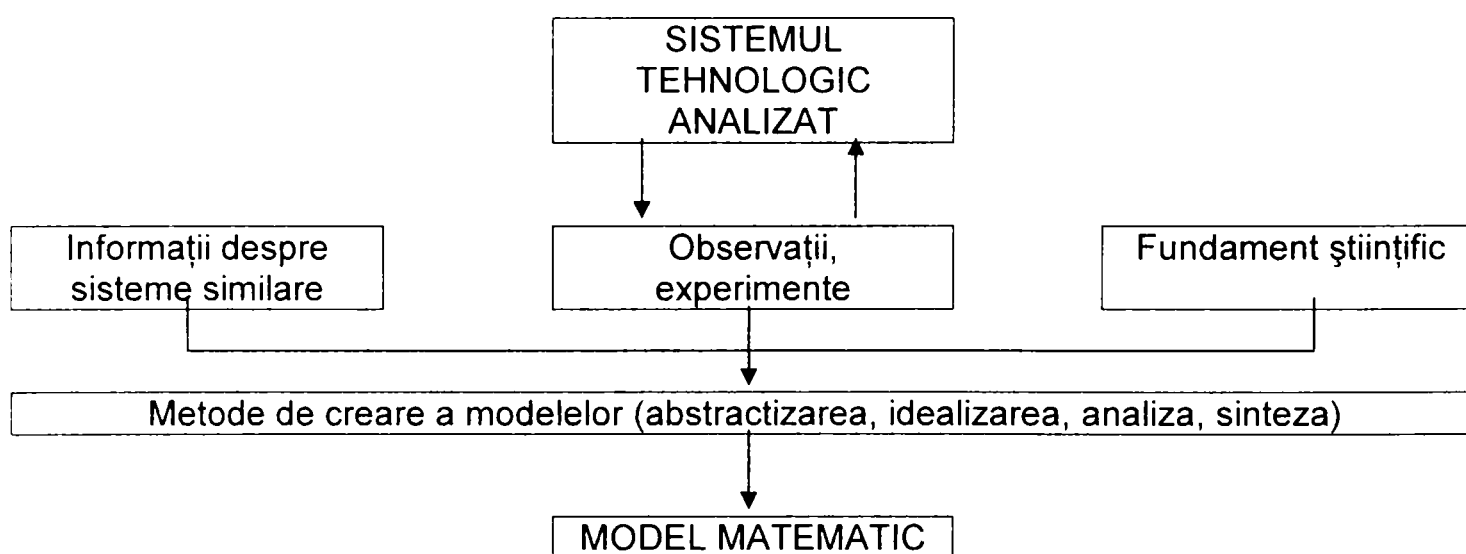 SISTEMUL
TEHNOLOGIC
ANALIZAT
Informații despre
sisteme similare
Observații,
experimente
Fundament ştiințific
Metode de creare a modelelor (abstractizarea, idealizarea, analiza, sinteza)
MODEL MATEMATIC